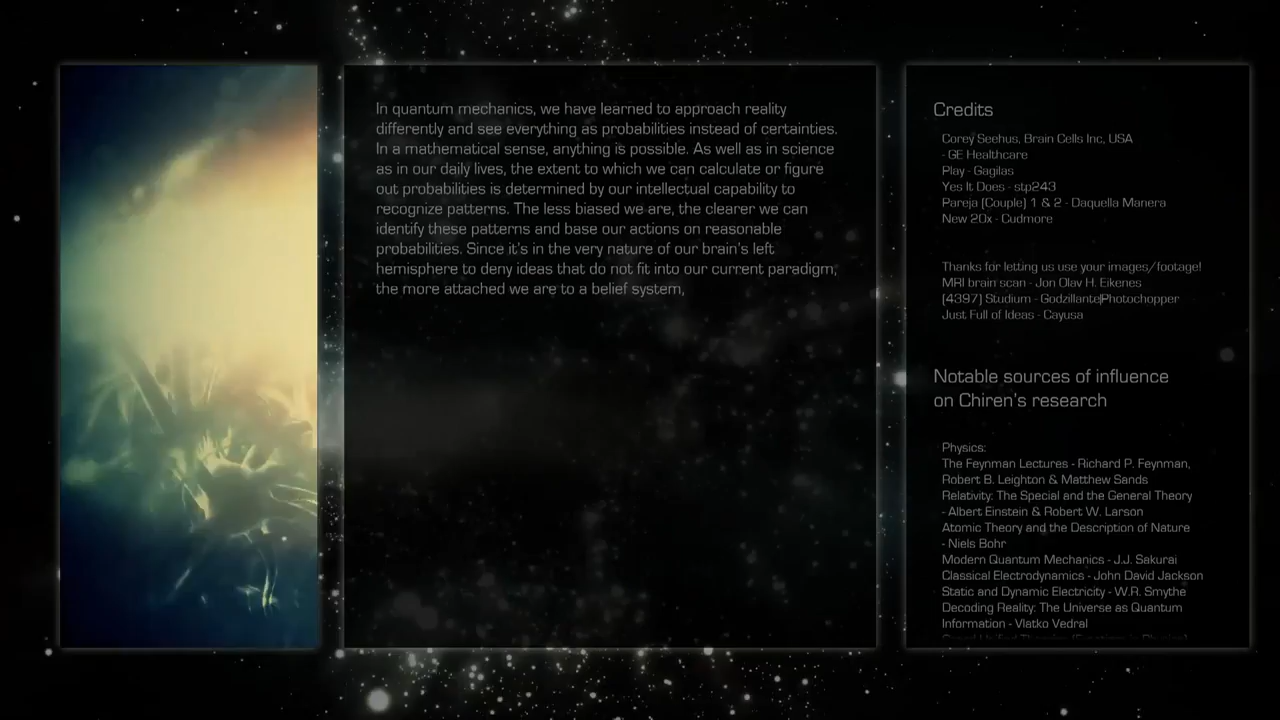 In quantum mechanics, we have learned to approach reality
differently and see everything as probabilities instead of certainties.
In a mathematical sense, anything is possible. As well as in science
as in our daily lives, the extent to which we can calculate or figure
out probabilities is determined by our intellectual capability to
recognize patterns. The less biased we are, the clearer we can
identify these patterns and base our actions on reasonable
probabilities. Since it's in the very nature of our brain's left
hemisphere to deny ideas that do not fit into our current paradigm,
the more attached we are to a belief system,
Credits
Corey Seehus, Brain Cells Inc, USA
- GE Healthcare
Play - Gagilas
Yes It Does - stp243
Pareja (Couple) 1 & 2 - Daquella Manera
New 20x - Cudmore
Thanks for letting us use your images/footage!
MRI brain scan - Jon Olav H. Eikenes
(4397) Studium - Godzillante|Photochopper
Just Full of Ideas - Cayusa
Notable sources of influence
on Chiren's research
Physics:
The Feynman Lectures - Richard P. Feynman,
Robert B. Leighton & Matthew Sands
Relativity: The Special and the General Theory
- Albert Einstein & Robert W. Larson
Atomic Theory and the Description of Nature
- Niels Bohr
Modern Quantum Mechanics - J.J. Sakurai
Classical Electrodynamics - John David Jackson
Static and Dynamic Electricity - W.R. Smythe
Decoding Reality: The Universe as Quantum
Information - Vlatko Vedral